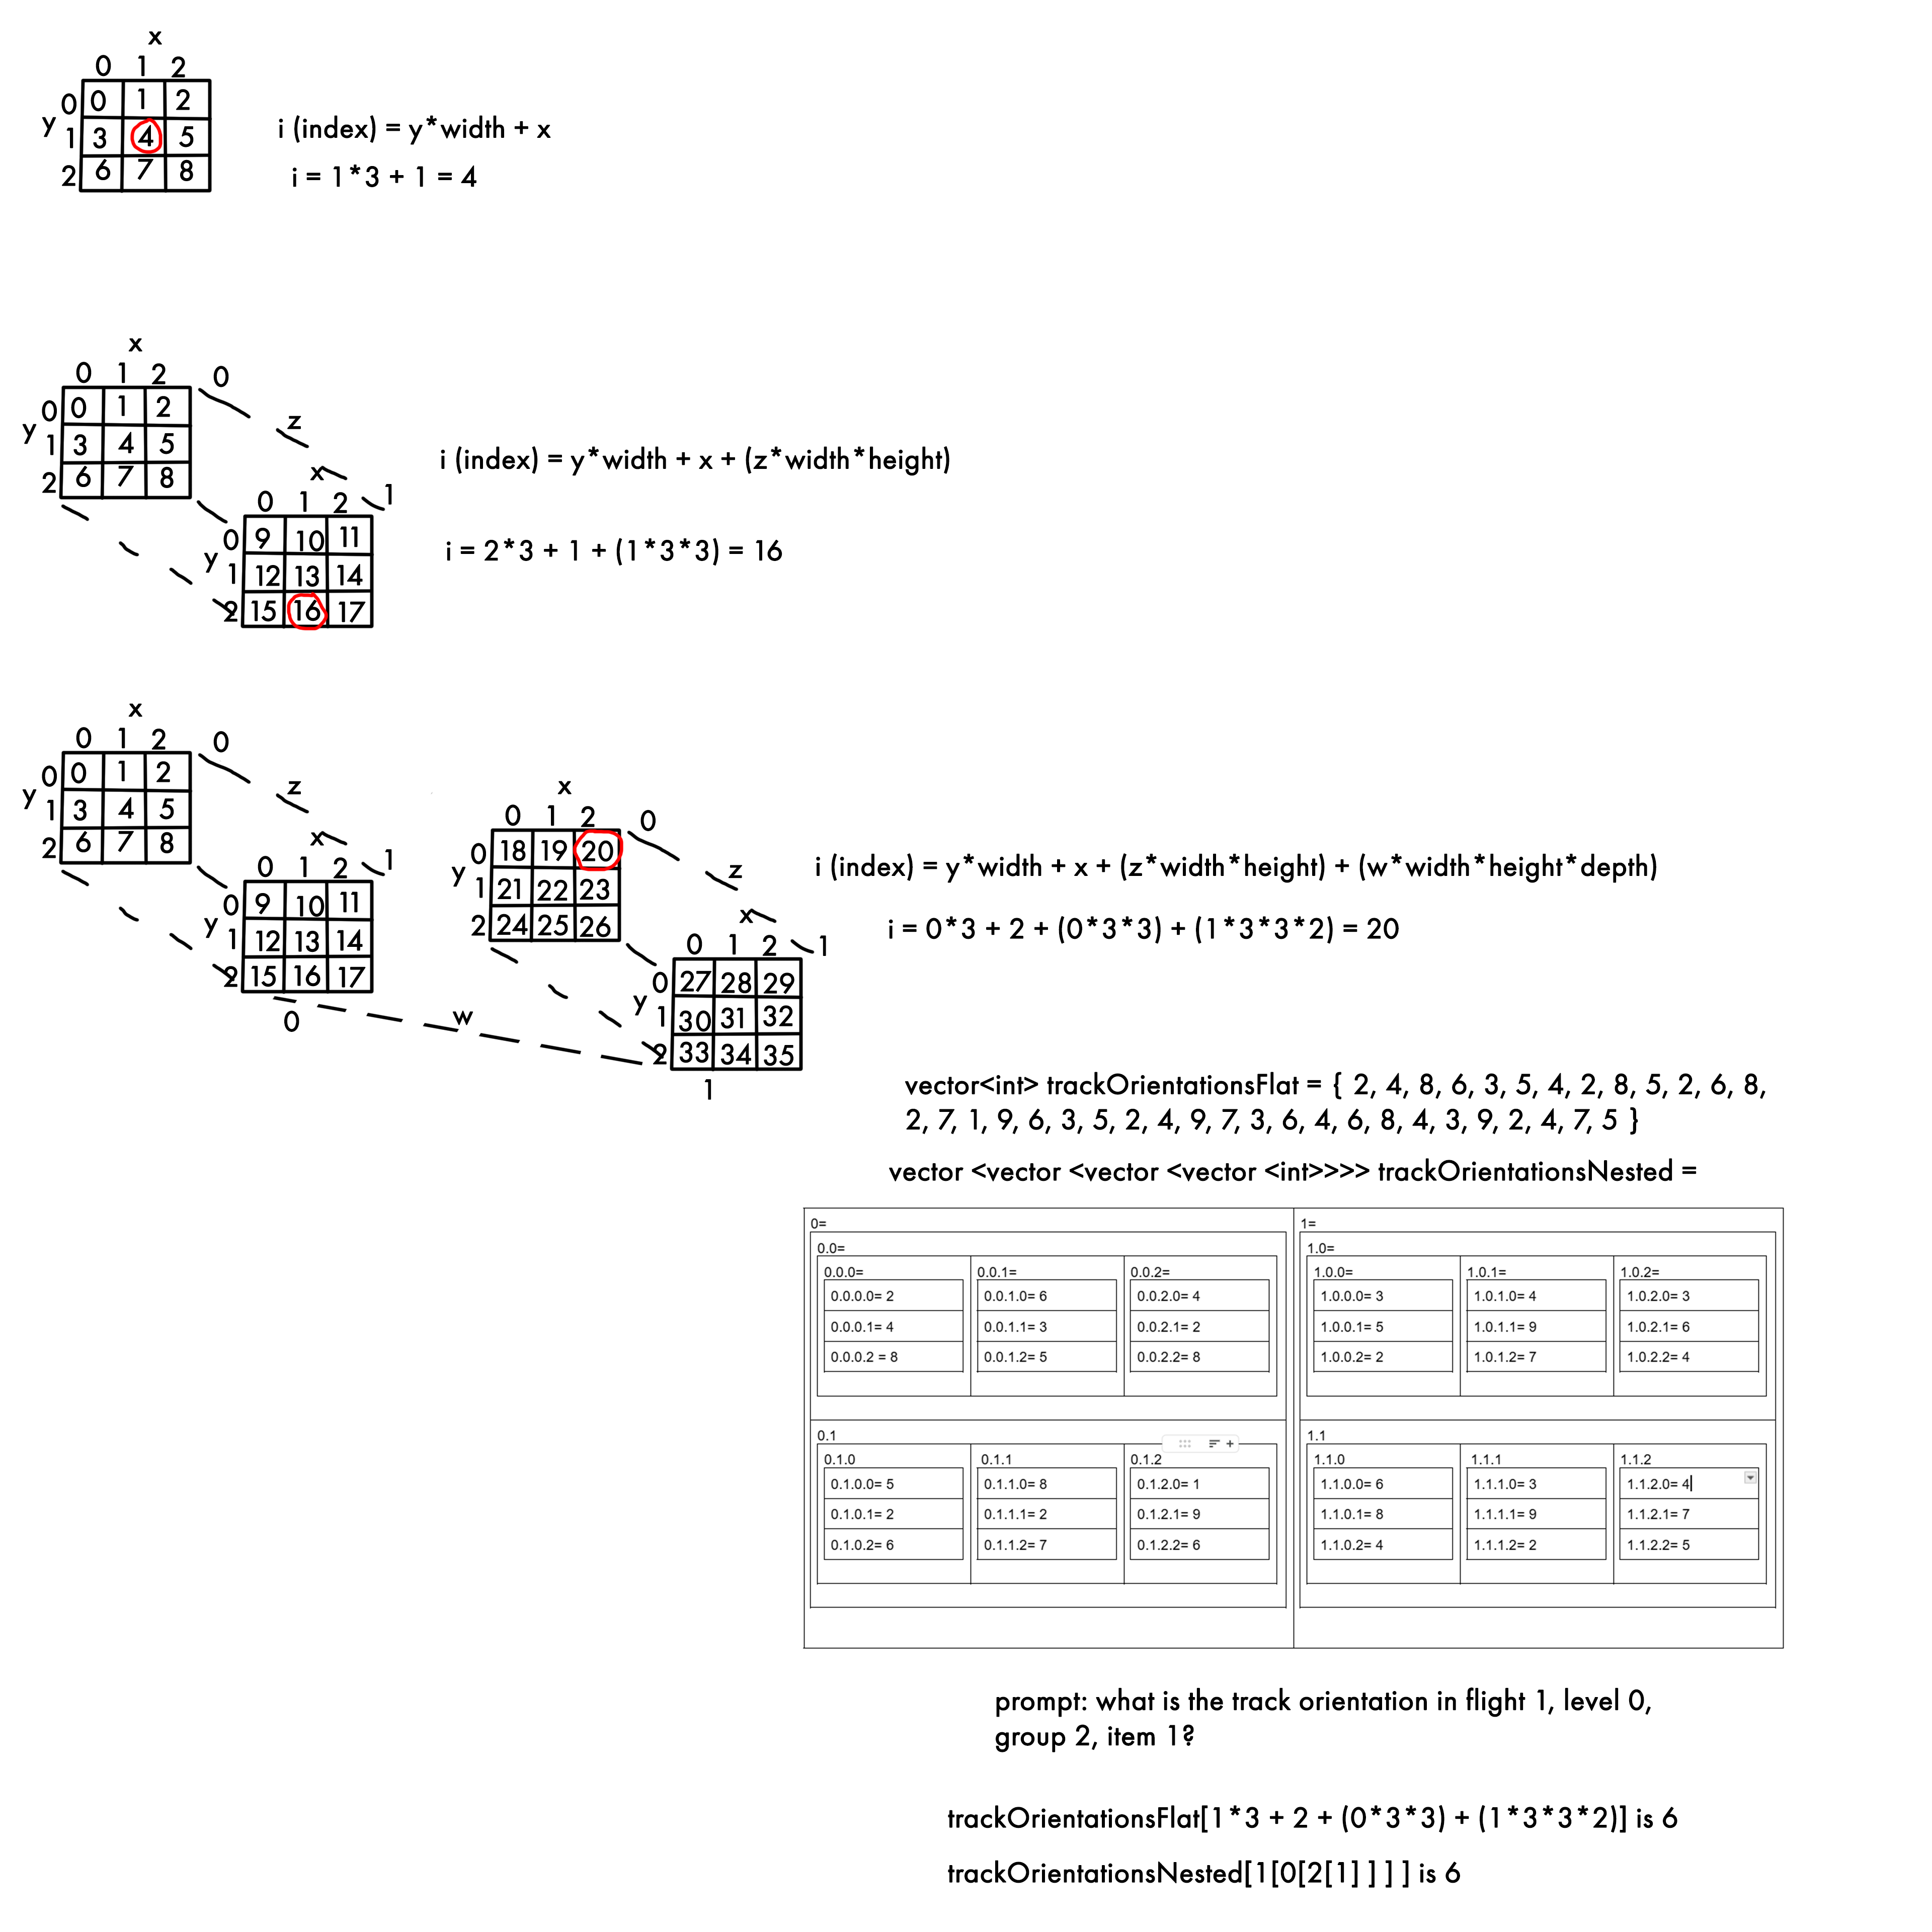 x
0 1 2
0 0 1 2
y
1 3 4 5
2 6 7 8
i (index) = y*width + x
i = 1*3 + 1 = 4
x
0 1 2 0
0 0 1 2
z
y
1 3 4 5
2 6 7 8
x
0 1 2 1
0 9 10 11
y
1 12 13 14
2 15 16 17
i (index) = y*width + x + (z*width*height)
i = 2*3 + 1 + (1*3*3) = 16
x
0 1 2 0
0 0 1 2
z
y
1 3 4 5
2 6 7 8
x
0 1 2 1
0 9 10 11
y
1 12 13 14
2 15 16 17
0
w
x
0 1 2 0
0 18 19 20
y
z
1 21 22 23
2 24 25 26
x
0 1 2 1
0 27 28 29
y
1 30 31 32
2 33 34 35
1
i (index) = y*width + x + (z*width*height) + (w*width*height*depth)
i = 0*3 + 2 + (0*3*3) + (1*3*3*2) = 20
vector<int> trackOrientationsFlat = { 2, 4, 8, 6, 3, 5, 4, 2, 8, 5, 2, 6, 8,
2, 7, 1, 9, 6, 3, 5, 2, 4, 9, 7, 3, 6, 4, 6, 8, 4, 3, 9, 2, 4, 7, 5 }
vector <vector <vector <vector <int>>>> trackOrientationsNested =
0= 1=
0.0= 1.0=
0.0.0= 0.0.1= 0.0.2= 1.0.0= 1.0.1= 1.0.2=
0.0.0.0= 2 0.0.1.0= 6 0.0.2.0= 4 1.0.0.0= 3 1.0.1.0= 4 1.0.2.0= 3
0.0.0.1= 4 0.0.1.1= 3 0.0.2.1= 2 1.0.0.1= 5 1.0.1.1= 9 1.0.2.1= 6
0.0.0.2 = 8 0.0.1.2= 5 0.0.2.2= 8 1.0.0.2= 2 1.0.1.2= 7 1.0.2.2= 4
0.1 1.1
0.1.0 0.1.1 0.1.2 1.1.0 1.1.1 1.1.2
0.1.0.0= 5 0.1.1.0= 8 0.1.2.0= 1 1.1.0.0= 6 1.1.1.0= 3 1.1.2.0= 4
0.1.0.1= 2 0.1.1.1= 2 0.1.2.1= 9 1.1.0.1= 8 1.1.1.1= 9 1.1.2.1= 7
0.1.0.2= 6 0.1.1.2= 7 0.1.2.2= 6 1.1.0.2= 4 1.1.1.2= 2 1.1.2.2= 5
prompt: what is the track orientation in flight 1, level 0,
group 2, item 1?
trackOrientationsFlat[1*3 + 2 + (0*3*3) + (1*3*3*2)] is 6
trackOrientationsNested[1[0[2[1] ] ] ] is 6